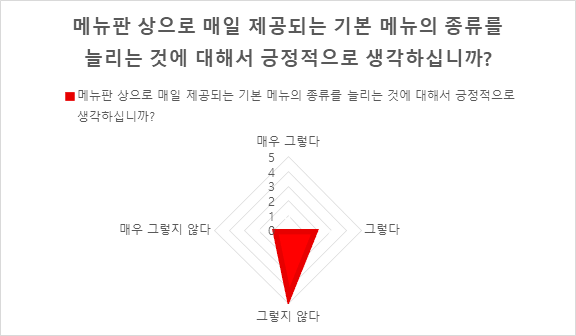 메뉴판 상으로 매일 제공되는 기본 메뉴의 종류를
늘리는 것에 대해서 긍정적으로 생각하십니까?
메뉴판 상으로 매일 제공되는 기본 메뉴의 종류를 늘리는 것에 대해서 긍정적으로
생각하십니까?
매우 그렇다
5
4
3
2
1
0
매우 그렇지 않다
그렇다
그렇지 않다